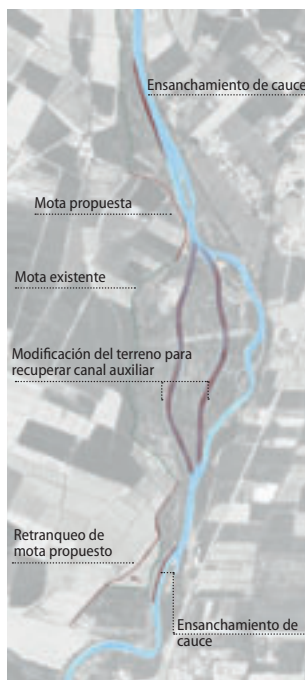 Ensanchamiento de cauce
Mota propuesta
Mota existente
Modificación del terreno para
recuperar canal auxiliar
Retranqueo de
mota propuesto
Ensanchamiento de
cauce